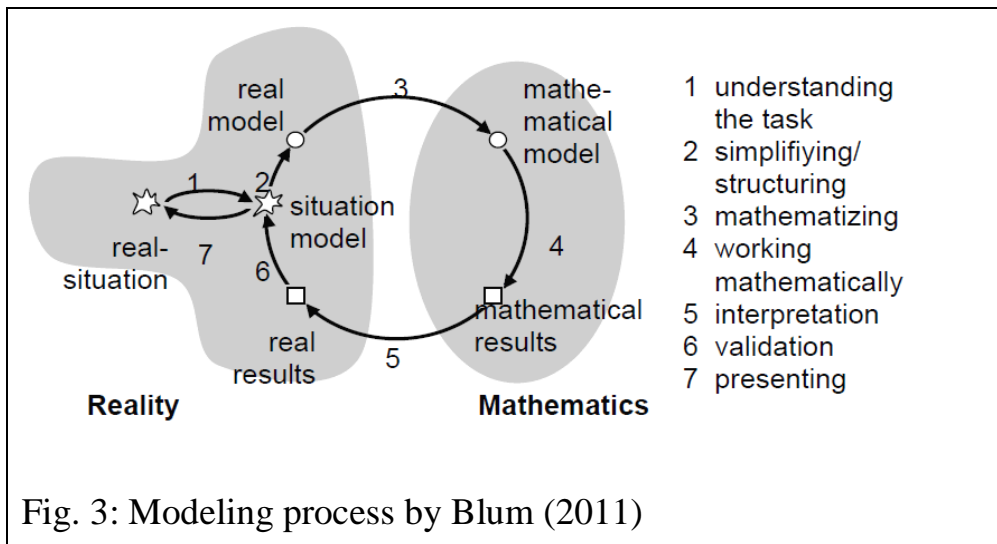 real
model
3
mathe-
matical
model
1
2
situation
model
real-
situation
7
6
4
real
results
5
mathematical
results
Reality
Mathematics
1 understanding
the task
2 simplifiying/
structuring
3 mathematizing
4 working
mathematically
5 interpretation
6 validation
7 presenting
Fig. 3: Modeling process by Blum (2011)